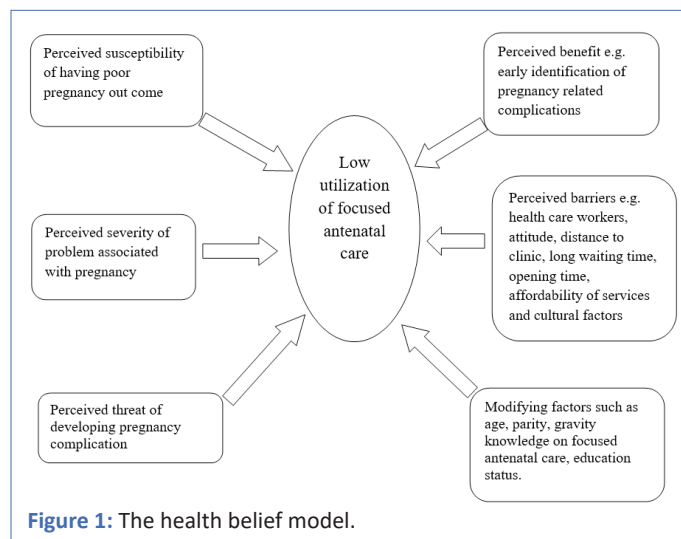 Perceived susceptibility
of having poor
pregnancy out come
Perceived benefit e.g.
early identification of
pregnancy related
complications
Low
utilization
of focused
antenatal
care
Perceived severity of
problem associated
with pregnancy
Perceived barriers e.g.
health care workers,
attitude, distance to
clinic, long waiting time,
opening time,
affordability of services
and cultural factors
Perceived threat of
developing pregnancy
complication
Modifying factors such as
age, parity, gravity
knowledge on focused
antenatal care, education
status.
Figure 1: The health belief model.